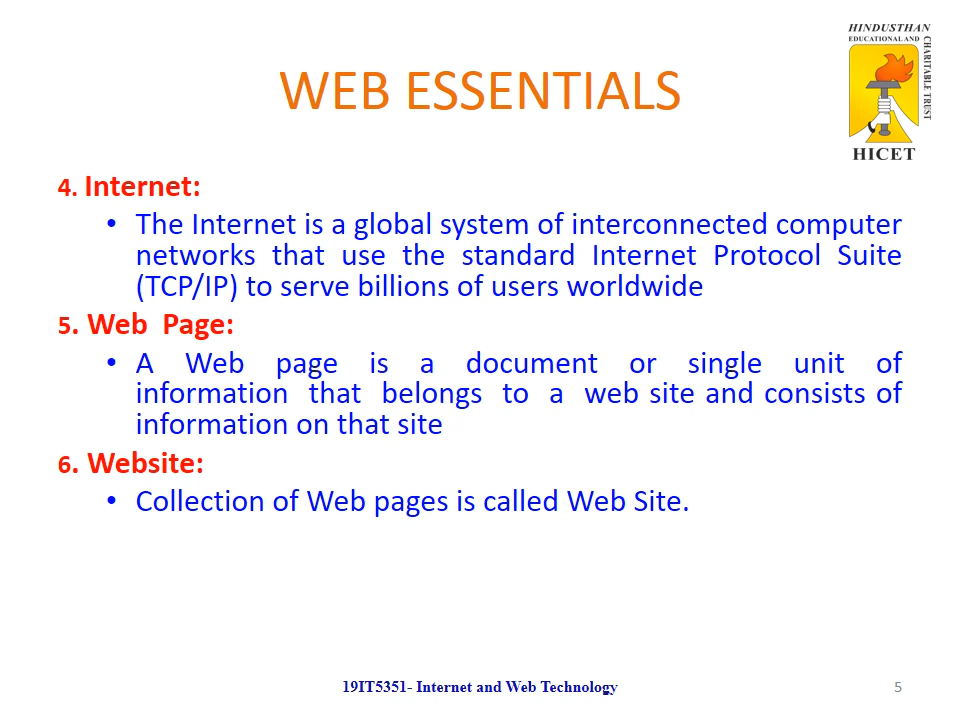 HINDUSTHAN
EDUCATIONAL AND
CHARITABLE TRUST
HICET
WEB ESSENTIALS
4. Internet:
• The Internet is a global system of interconnected computer
networks that use the standard Internet Protocol Suite
(TCP/IP) to serve billions of users worldwide
5. Web Page:
• A Web page is a document or single unit of
information that belongs to a web site and consists of
information on that site
6. Website:
• Collection of Web pages is called Web Site.
19IT5351- Internet and Web Technology
5